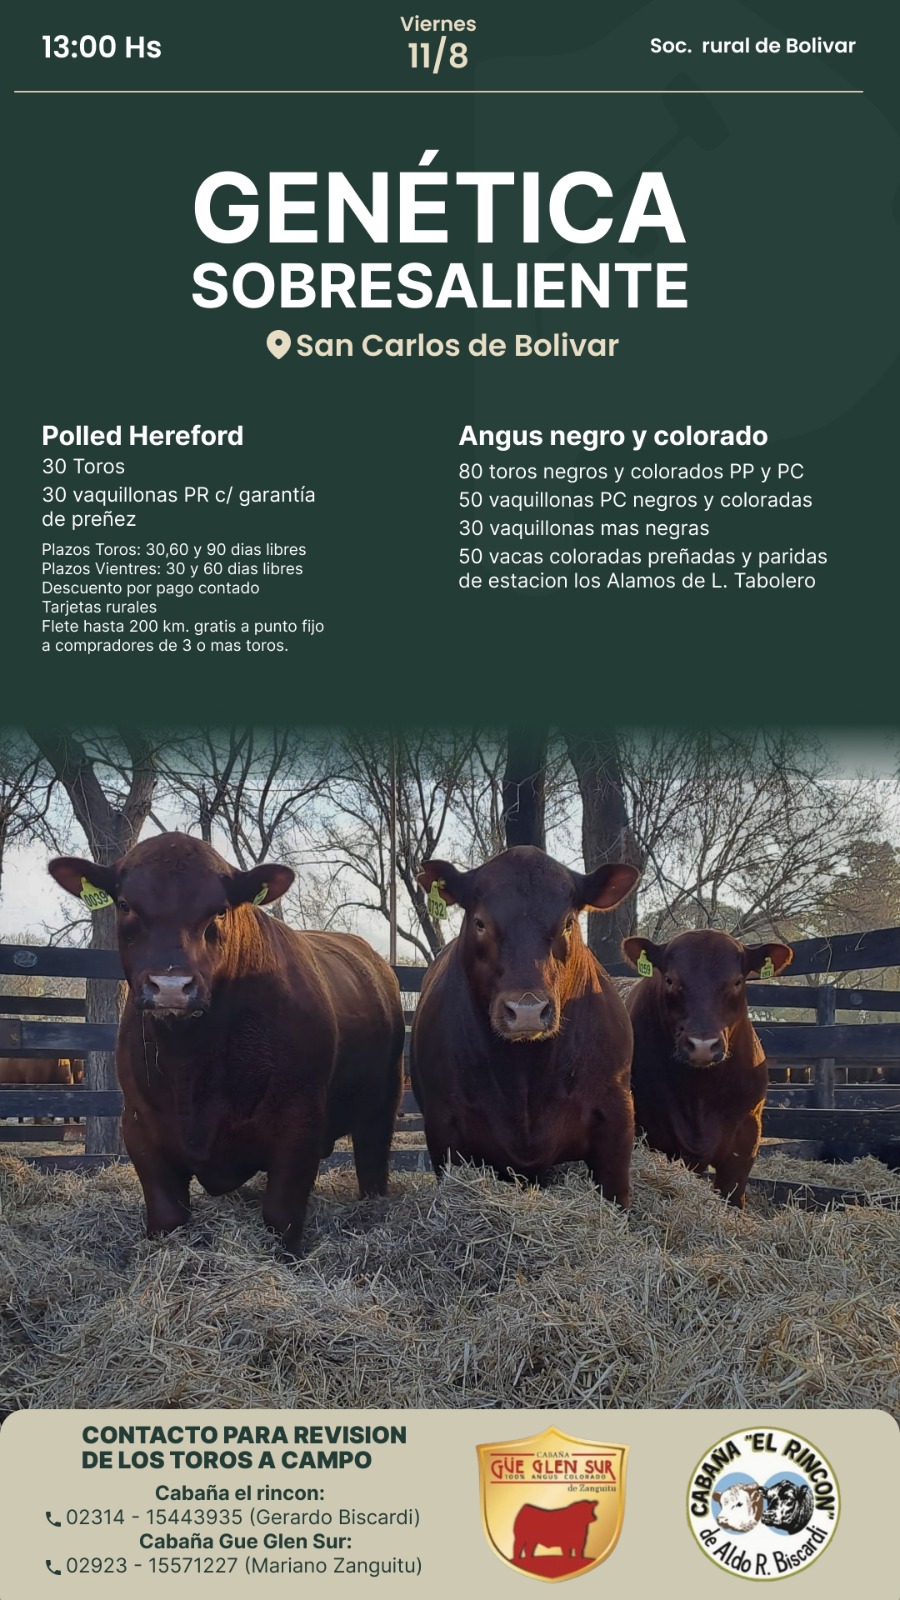 13:00 Hs
Viernes
11/8
Soc. rural de Bolivar
GENÉTICA
SOBRESALIENTE
San Carlos de Bolivar
Polled Hereford
30 Toros
30 vaquillonas PR c/ garantía
de preñez
Plazos Toros: 30,60 y 90 dias libres
Plazos Vientres: 30 y 60 dias libres
Descuento por pago contado
Tarjetas rurales
Flete hasta 200 km. gratis a punto fijo
a compradores de 3 o mas toros.
Angus negro y colorado
80 toros negros y colorados PP y PC
50 vaquillonas PC negros y coloradas
30 vaquillonas mas negras
50 vacas coloradas preñadas y paridas
de estacion los Alamos de L. Tabolero
0039
CONTACTO PARA REVISION
DE LOS TOROS A CAMPO
Cabaña el rincon:
02314 - 15443935 (Gerardo Biscardi)
Cabaña Gue Glen Sur:
02923 - 15571227 (Mariano Zanguitu)
CABAÑA
GÜE GLEN SUR
100% ANGUS COLORADO
de Zanguitu
CABAÑA "EL RINCON"
de Aldo R. Biscardi